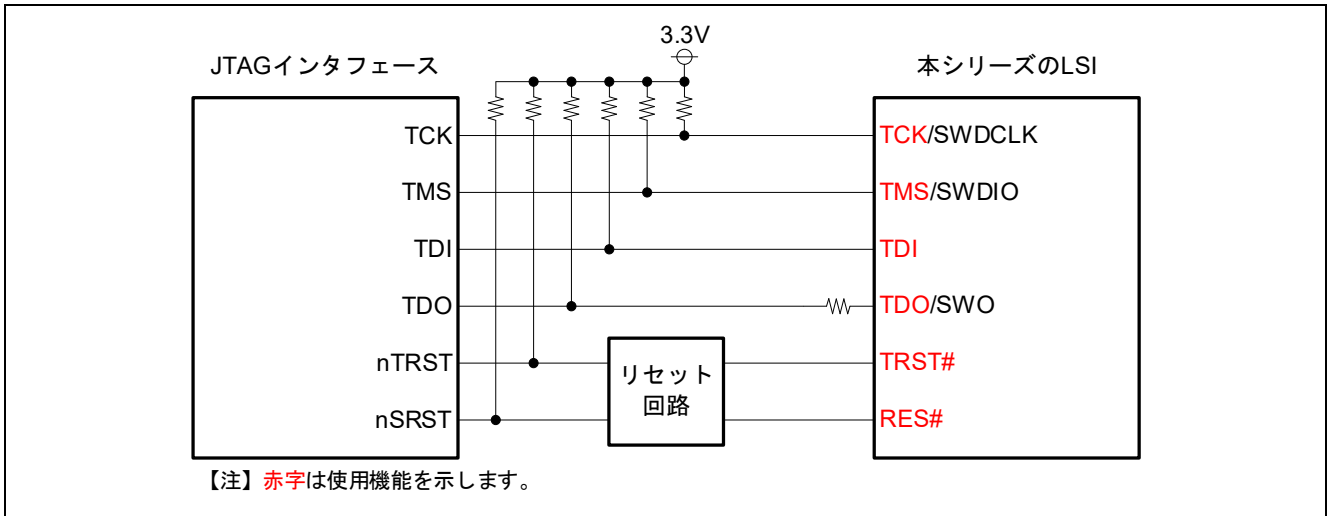 3.3V
JTAGインタフェース
本シリーズのLSI
TCK
TCK/SWDCLK
TMS
TMS/SWDIO
TDI
TDI
TDO
TDO/SWO
nTRST
TRST#
リセット
回路
nSRST
RES#
【注】赤字は使用機能を示します。